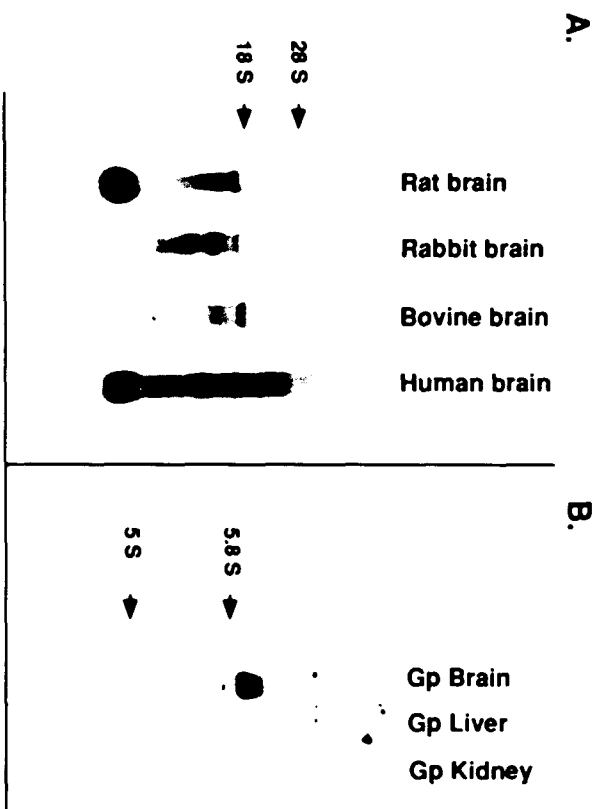 A.
18 S
28 S
Rat brain
Rabbit brain
Bovine brain
Human brain
B.
5 S
5.8 S
Gp Brain
Gp Liver
Gp Kidney